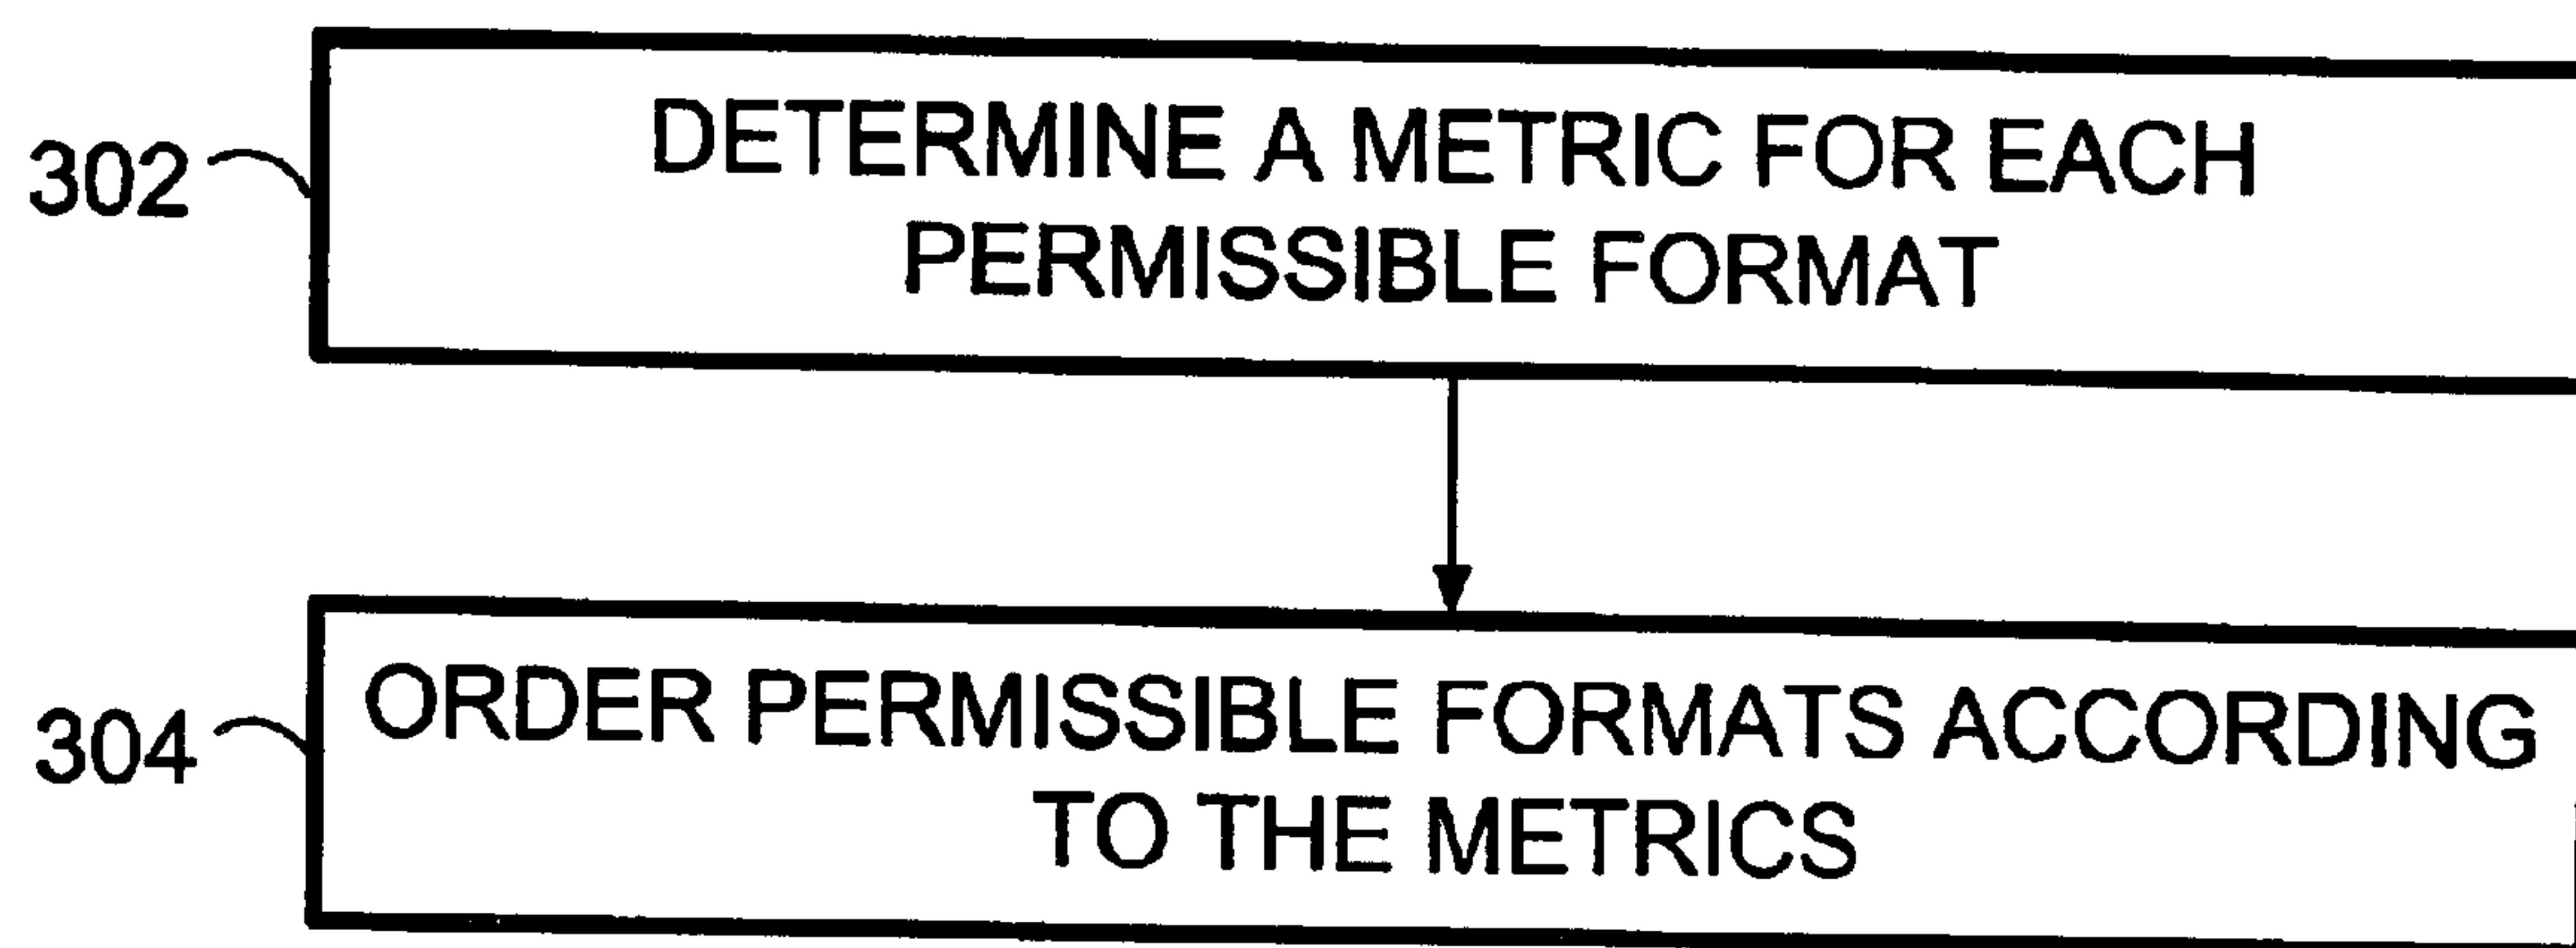 302
DETERMINE A METRIC FOR EACH
PERMISSIBLE FORMAT
304
ORDER PERMISSIBLE FORMATS ACCORDING
TO THE METRICS